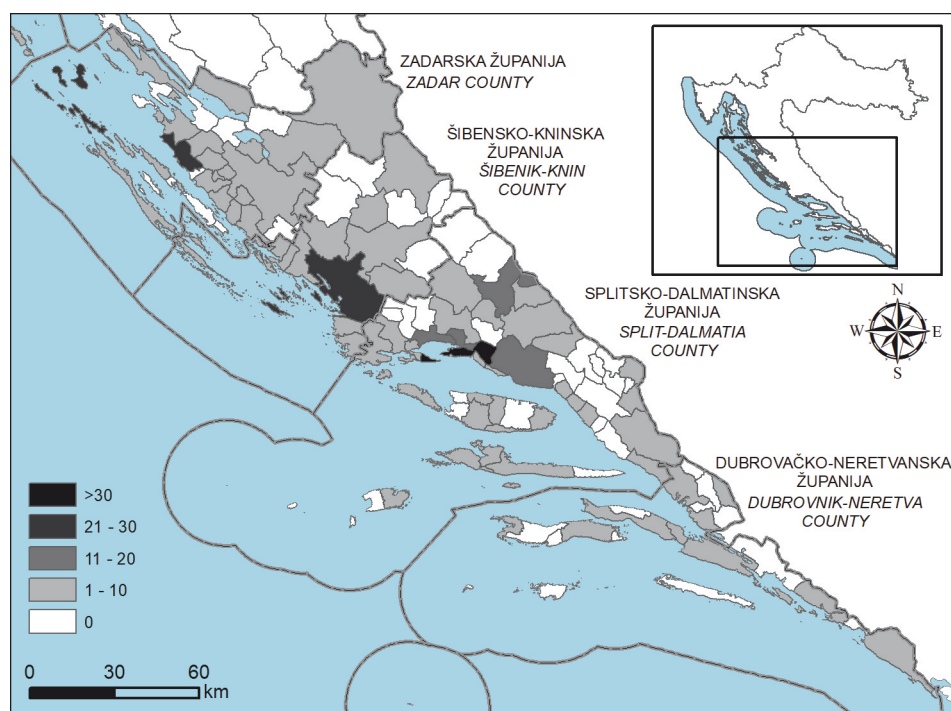 ZADARSKA ŽUPANIJA
ZADAR COUNTY
ŠIBENSKO-KNINSKA
ŽUPANIJA
ŠIBENIK-KNIN
COUNTY
SPLITSKO-DALMATINSKA
ŽUPANIJA
SPLIT-DALMATIA
COUNTY
N
W E
S
DUBROVAČKO-NERETVANSKA
ŽUPANIJA
DUBROVNIK-NERETVA
COUNTY
>30
21 - 30
11 - 20
1 - 10
0
0 30 60
km